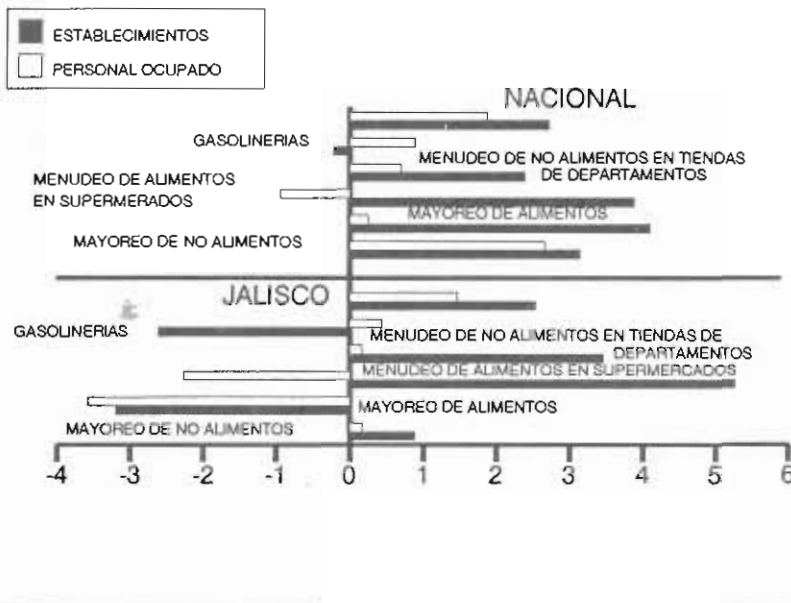 ESTABLECIMIENTOS
PERSONAL OCUPADO
NACIONAL
GASOLINERIAS
MENUDEO DE NO ALIMENTOS EN TIENDAS
DE DEPARTAMENTOS
MENUDEO DE ALIMENTOS
EN SUPERMERADOS
MAYOREO DE ALIMENTOS
MAYOREO DE NO ALIMENTOS
JALISCO
GASOLINERIAS
MENUDEO DE NO ALIMENTOS EN TIENDAS DE
DEPARTAMENTOS
MENUDEO DE ALIMENTOS EN SUPERMERCADOS
MAYOREO DE ALIMENTOS
MAYOREO DE NO ALIMENTOS
-4 -3 -2 -1 0 1 2 3 4 5 6